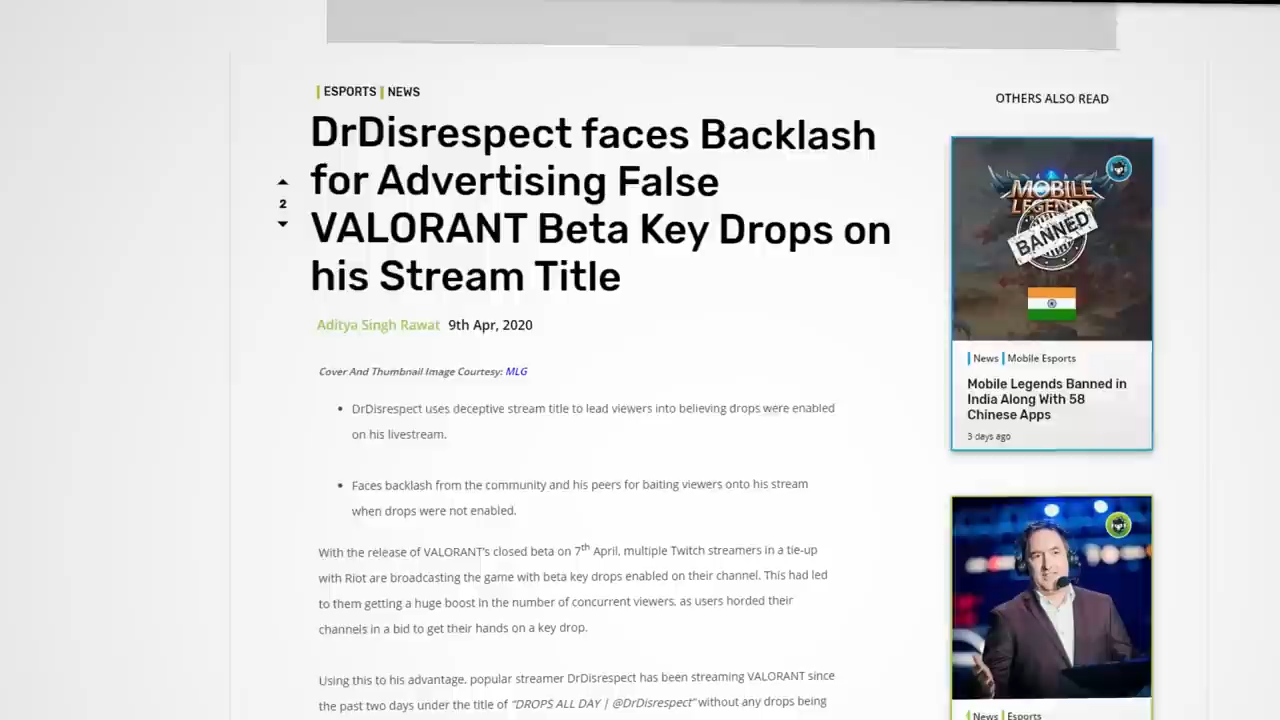 ESPORTS NEWS
DrDisrespect faces Backlash
for Advertising False
VALORANT Beta Key Drops on
his Stream Title
2
Aditya Singh Rawat 9th Apr, 2020
Cover And Thumbnail Image Courtesy: MLG
• DrDisrespect uses deceptive stream title to lead viewers into believing drops were enabled
on his livestream.
• Faces backlash from the community and his peers for baiting viewers onto his stream
when drops were not enabled.
With the release of VALORANT's closed beta on 7th April, multiple Twitch streamers in a tie-up
with Riot are broadcasting the game with beta key drops enabled on their channel. This had led
to them getting a huge boost in the number of concurrent viewers, as users horded their
channels in a bid to get their hands on a key drop.
Using this to his advantage, popular streamer DrDisrespect has been streaming VALORANT since
the past two days under the title of "DROPS ALL DAY | @DrDisrespect" without any drops being
OTHERS ALSO READ
MOBILE
LEGENDS
BANNED
News Mobile Esports
Mobile Legends Banned in
India Along With 58
Chinese Apps
3 days ago
News Esports